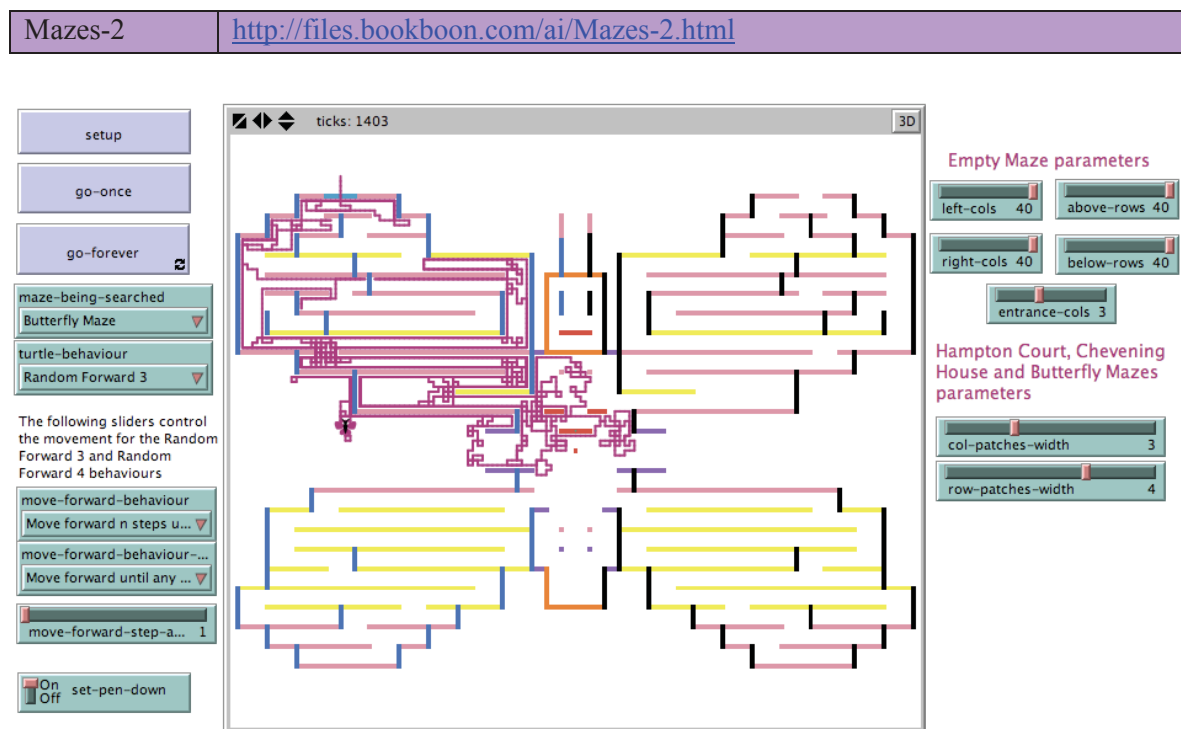 Mazes-2 http://files.bookboon.com/ai/Mazes-2.html
ticks: 1403 3D
setup
go-once
go-forever
maze-being-searched
Butterfly Maze
turtle-behaviour
Random Forward 3
The following sliders control
the movement for the Random
Forward 3 and Random
Forward 4 behaviours
move-forward-behaviour
Move forward n steps u...
move-forward-behaviour-...
Move forward until any ...
move-forward-step-a... 1
On
Off
set-pen-down
Empty Maze parameters
left-cols 40
above-rows 40
right-cols 40
below-rows 40
entrance-cols 3
Hampton Court, Chevening
House and Butterfly Mazes
parameters
col-patches-width 3
row-patches-width 4